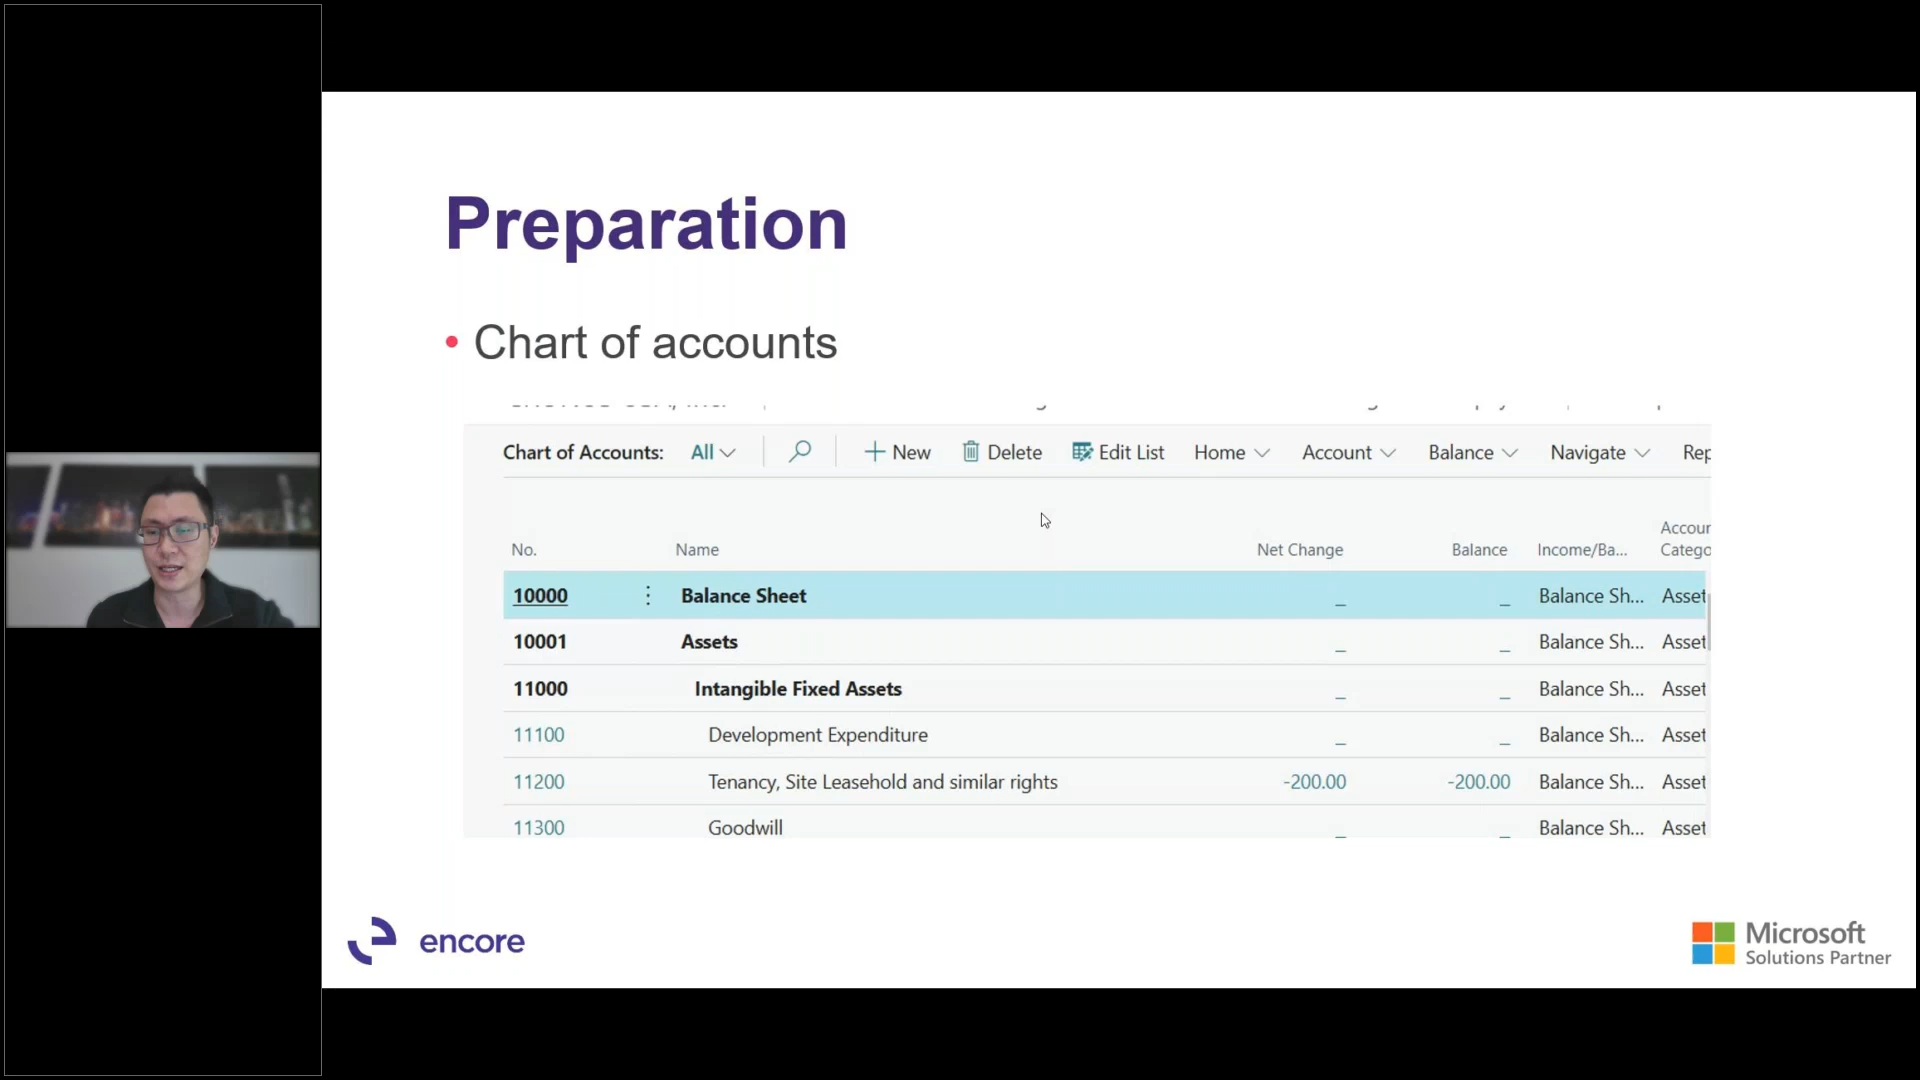 Preparation
• Chart of accounts
Chart of Accounts: All New Delete Edit List Home Account Balance Navigate Rep
No. Name Net Change Balance Income/Ba... Accour Catego
10000 Balance Sheet _ _ Balance Sh... Asset
10001 Assets _ _ Balance Sh... Asset
11000 Intangible Fixed Assets _ _ Balance Sh... Asset
11100 Development Expenditure _ _ Balance Sh... Asset
11200 Tenancy, Site Leasehold and similar rights -200.00 -200.00 Balance Sh... Asset
11300 Goodwill _ _ Balance Sh... Asset
encore
Microsoft
Solutions Partner